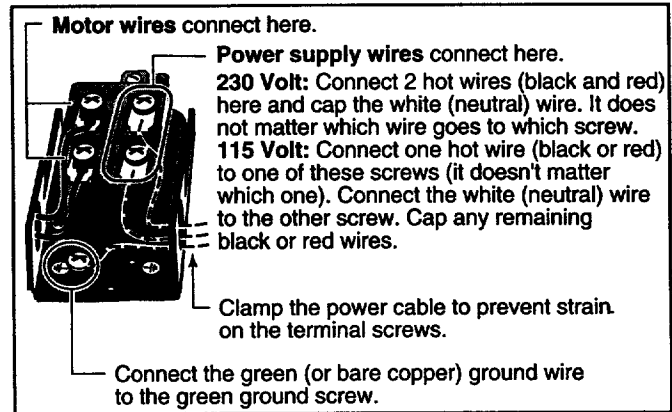 Motor wires connect here.
Power supply wires connect here.
230 Volt: Connect 2 hot wires (black and red)
here and cap the white (neutral) wire. It does
not matter which wire goes to which screw.
115 Volt: Connect one hot wire (black or red)
to one of these screws (it doesn't matter
which one). Connect the white (neutral) wire
to the other screw. Cap any remaining
black or red wires.
Clamp the power cable to prevent strain
on the terminal screws.
Connect the green (or bare copper) ground wire
to the green ground screw.